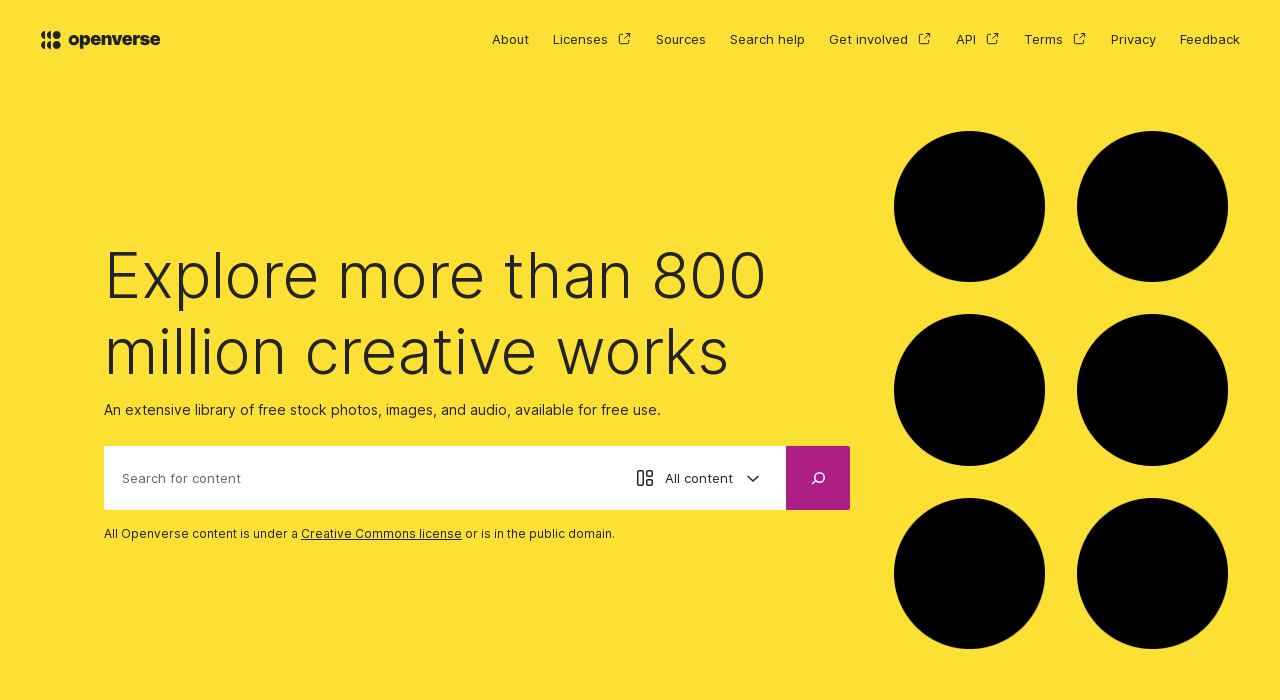 openverse
About Licenses Sources Search help Get involved API Terms Privacy Feedback
Explore more than 800
million creative works
An extensive library of free stock photos, images, and audio, available for free use.
Search for content All content
All Openverse content is under a Creative Commons license or is in the public domain.